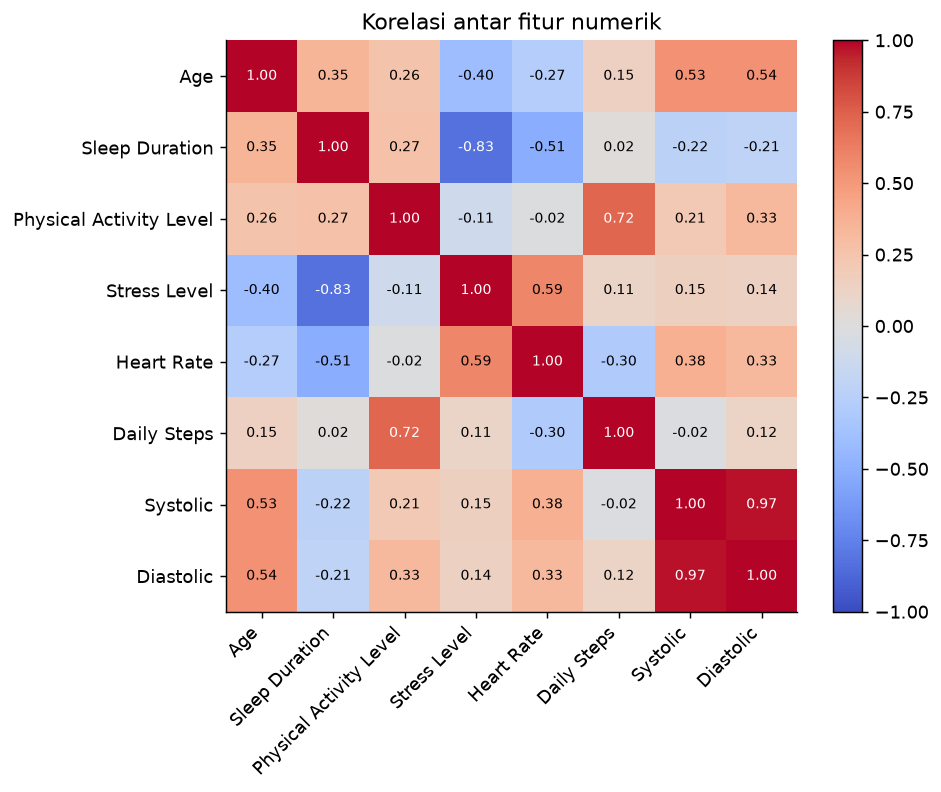 Korelasi antar fitur numerik
Age 1.00 0.35 0.26 -0.40 -0.27 0.15 0.53 0.54
Sleep Duration 0.35 1.00 0.27 -0.83 -0.51 0.02 -0.22 -0.21
Physical Activity Level 0.26 0.27 1.00 -0.11 -0.02 0.72 0.21 0.33
Stress Level -0.40 -0.83 -0.11 1.00 0.59 0.11 0.15 0.14
Heart Rate -0.27 -0.51 -0.02 0.59 1.00 -0.30 0.38 0.33
Daily Steps 0.15 0.02 0.72 0.11 -0.30 1.00 -0.02 0.12
Systolic 0.53 -0.22 0.21 0.15 0.38 -0.02 1.00 0.97
Diastolic 0.54 -0.21 0.33 0.14 0.33 0.12 0.97 1.00
Age
Sleep Duration
Physical Activity Level
Stress Level
Heart Rate
Daily Steps
Systolic
Diastolic
1.00
0.75
0.50
0.25
0.00
−0.25
−0.50
−0.75
−1.00